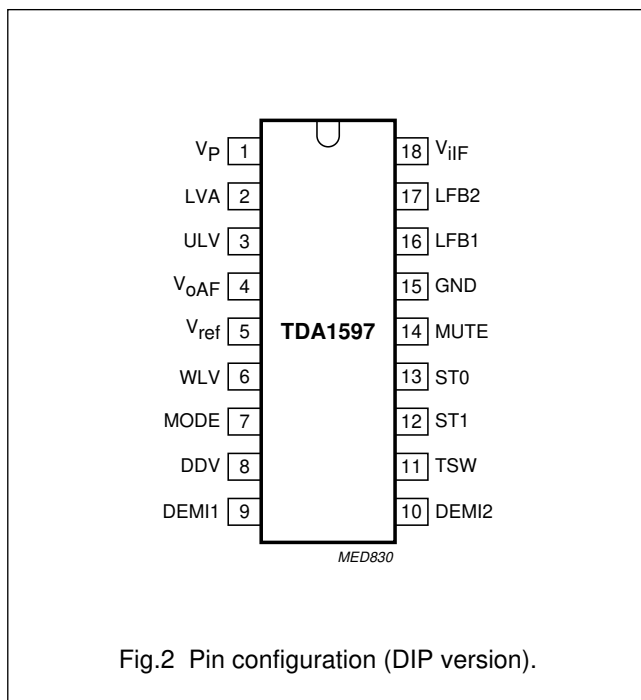 VP 1 18 ViIF
LVA 2 17 LFB2
ULV 3 16 LFB1
VoAF 4 15 GND
Vref 5 TDA1597 14 MUTE
WLV 6 13 ST0
MODE 7 12 ST1
DDV 8 11 TSW
DEMI1 9 10 DEMI2
MED830
Fig.2 Pin configuration (DIP version).